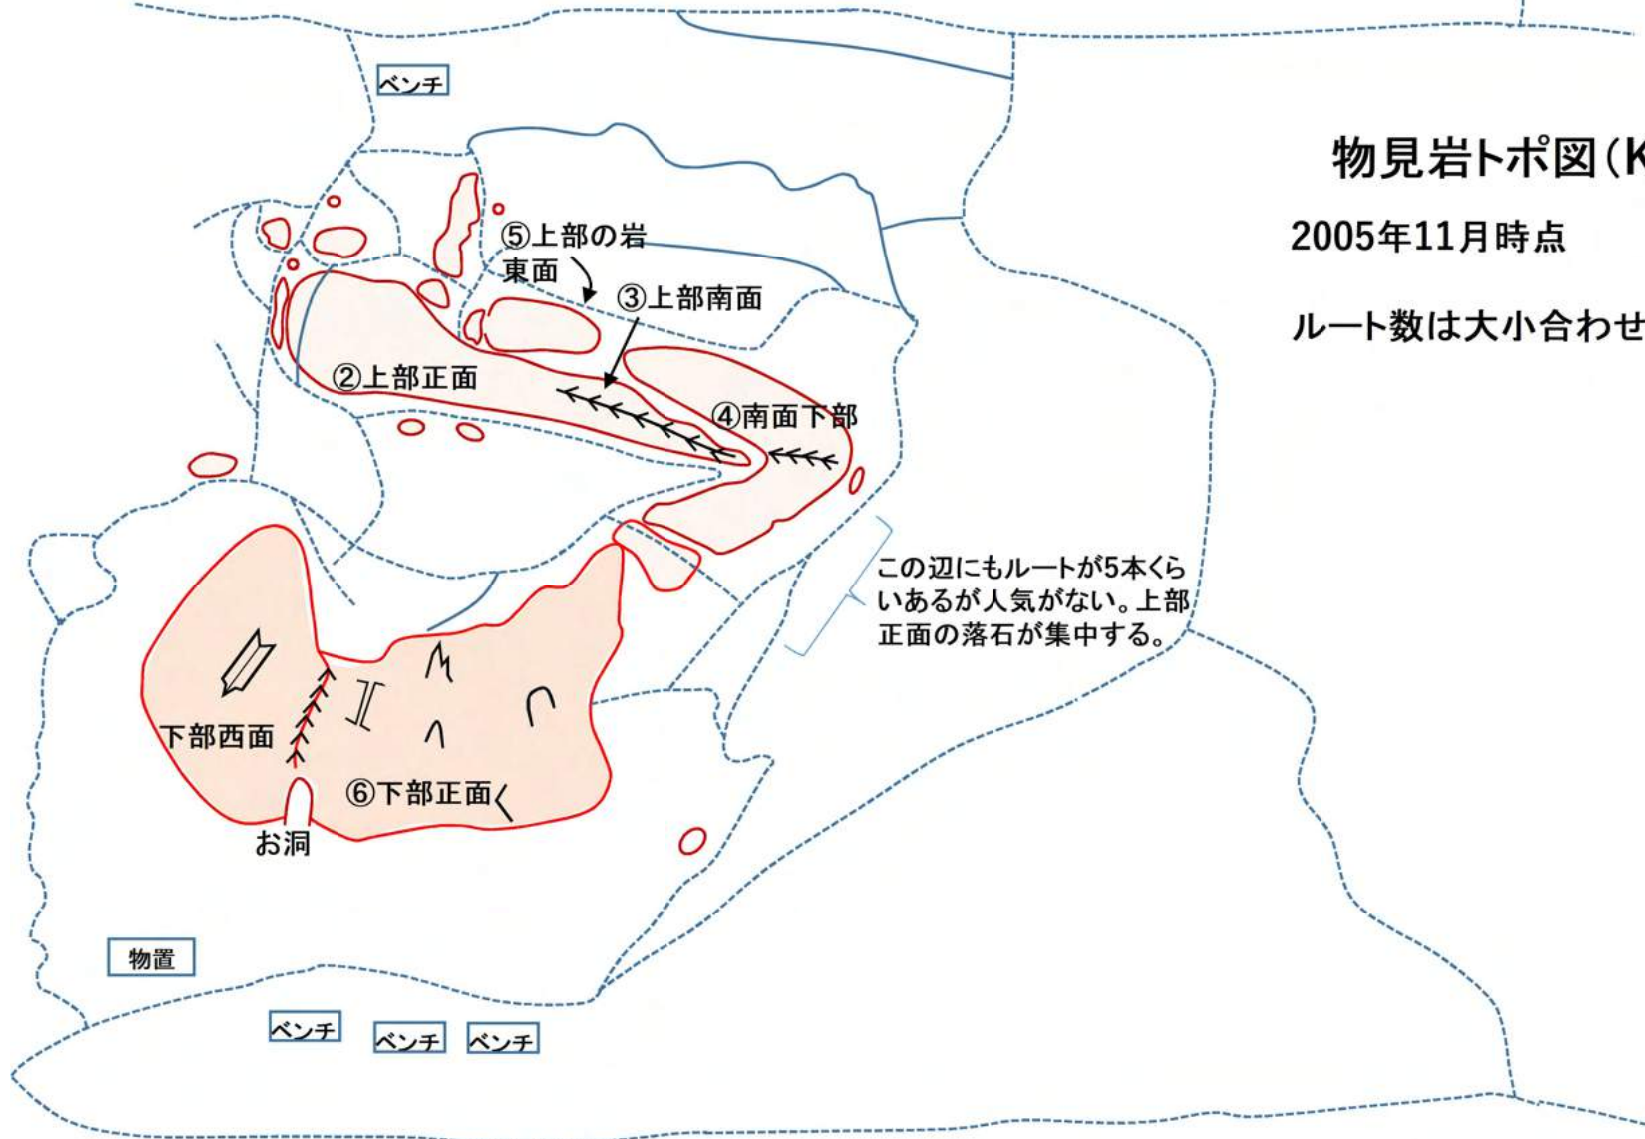 ベンチ
物見岩トポ図(K
2005年11月時点
ルート数は大小合わせ
⑤上部の岩
東面
③上部南面
②上部正面
④南面下部
この辺にもルートが5本くら
いあるが人気がない。上部
正面の落石が集中する。
下部西面
⑥下部正面
お洞
物置
ベンチ
ベンチ
ベンチ